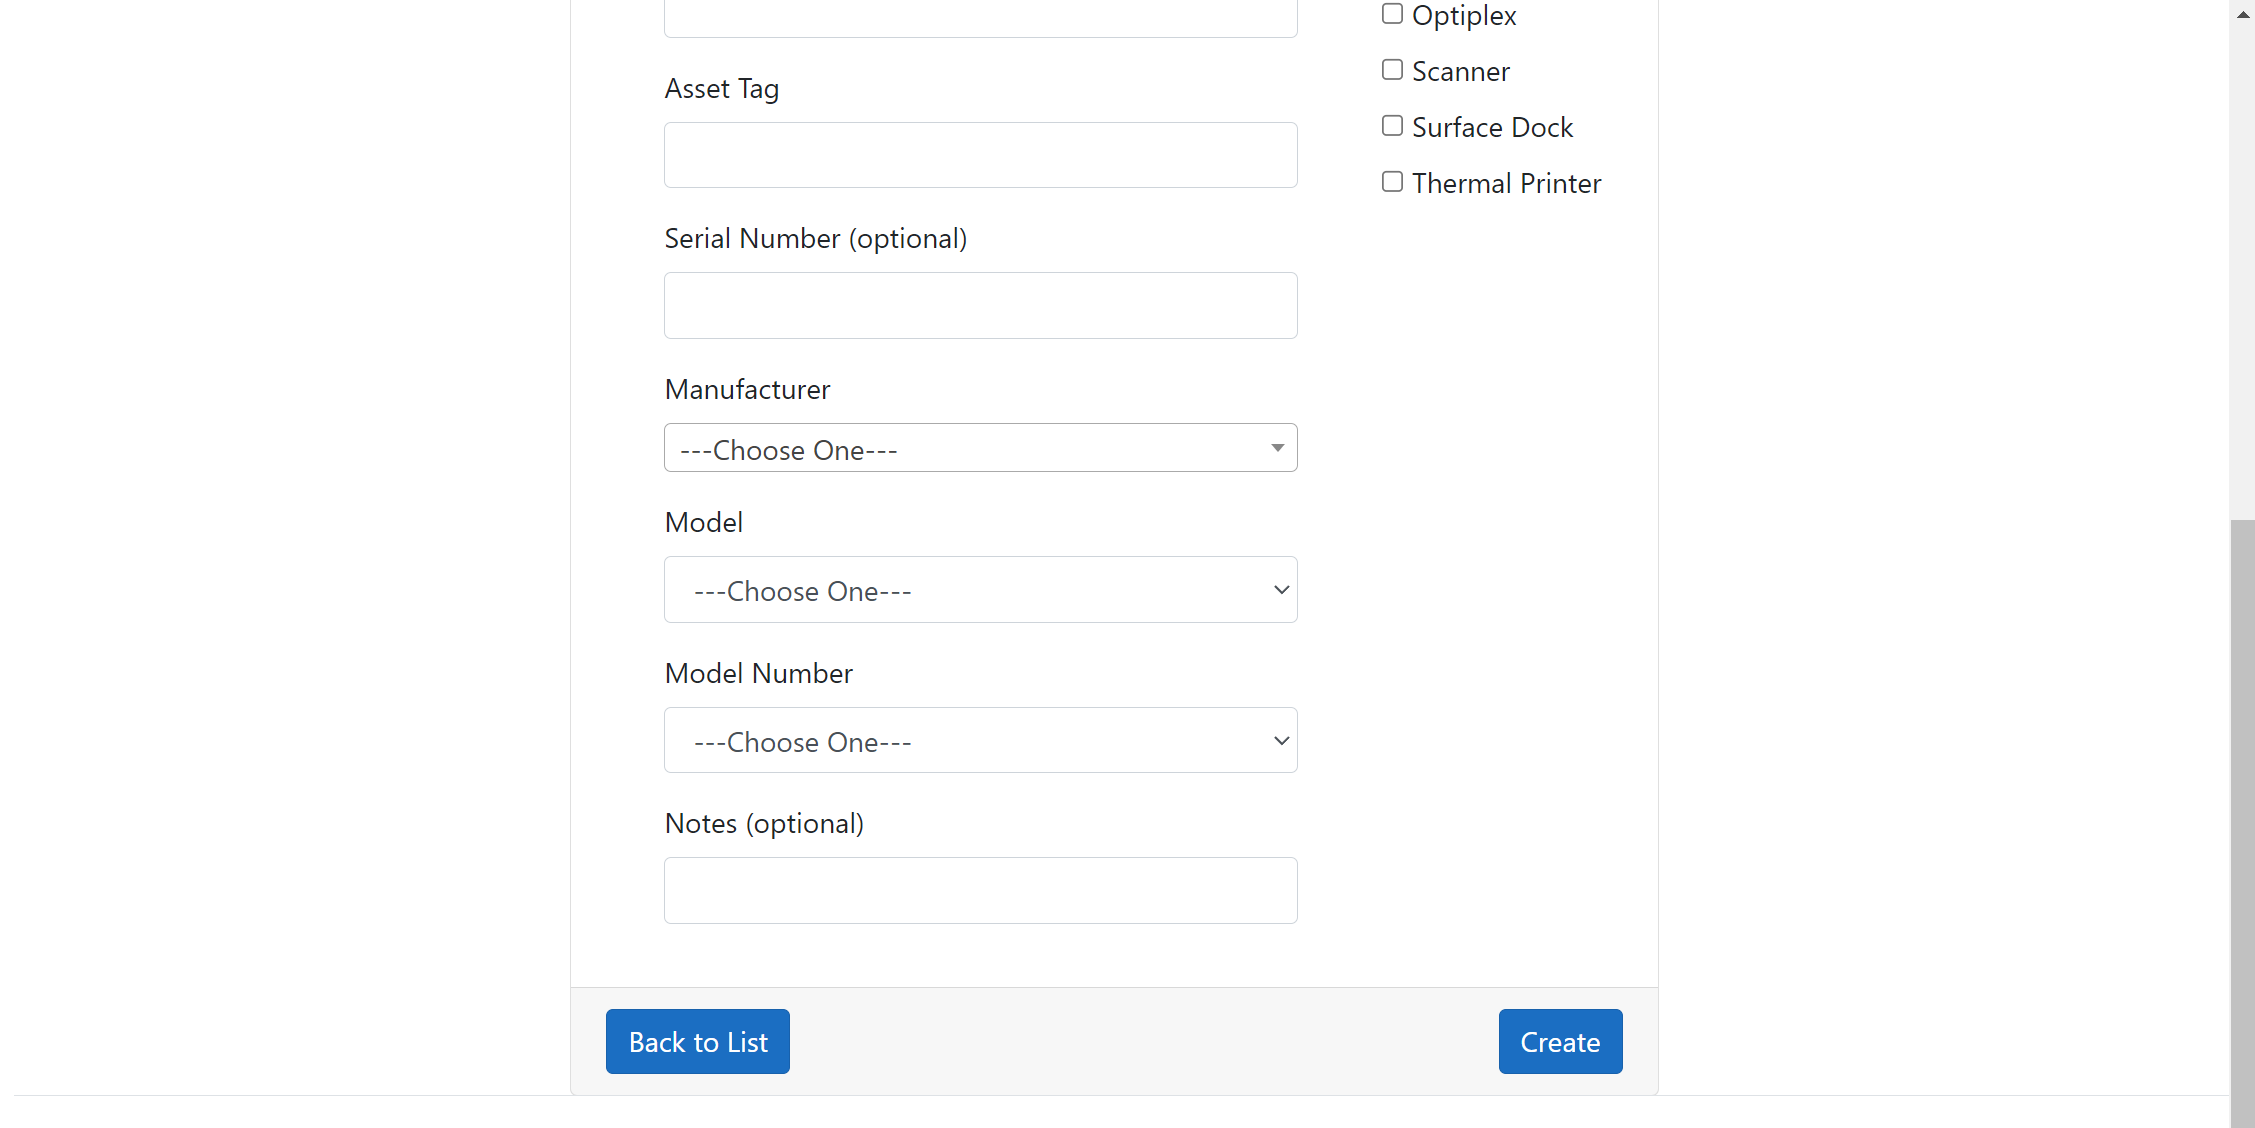 Asset Tag
Serial Number (optional)
Manufacturer
---Choose One---
Model
---Choose One---
Model Number
---Choose One---
Notes (optional)
Optiplex
Scanner
Surface Dock
Thermal Printer
Back to List
Create